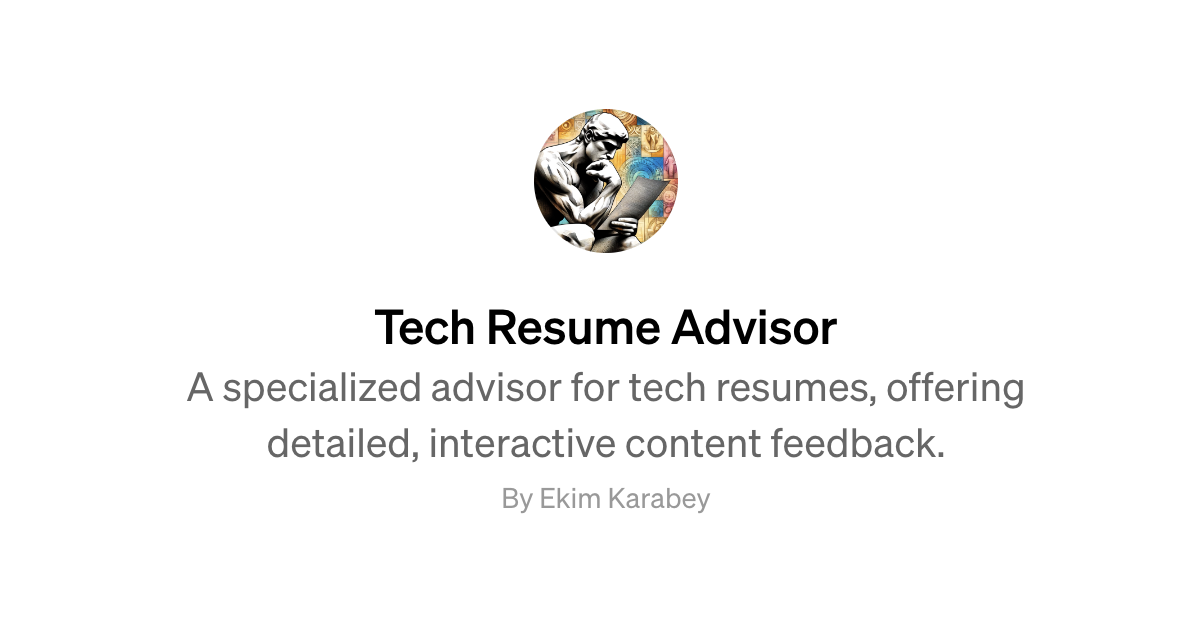 Tech Resume Advisor
A specialized advisor for tech resumes, offering
detailed, interactive content feedback.
By Ekim Karabey